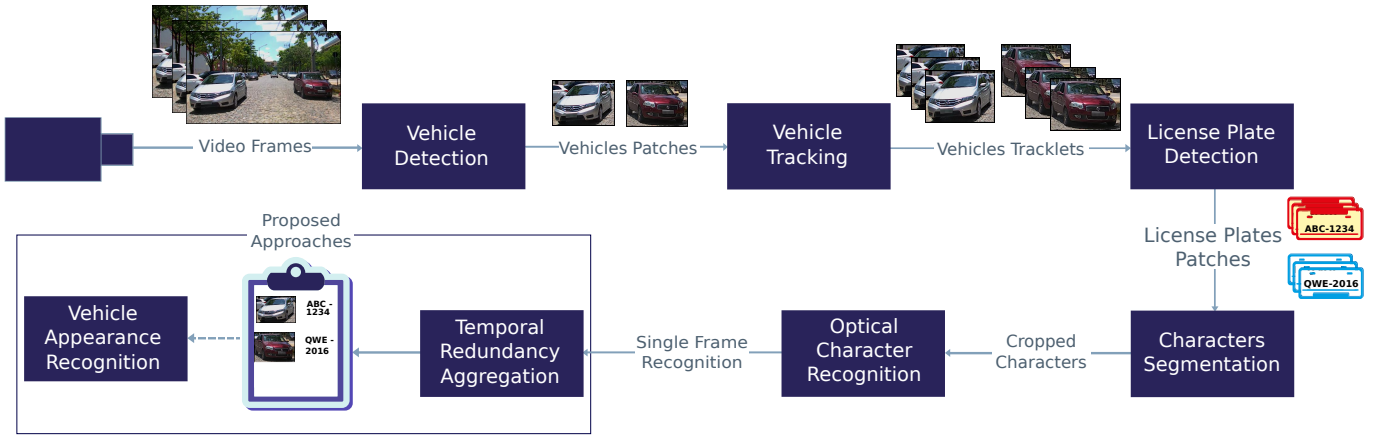 Video Frames
Vehicle
Detection
Vehicles Patches
Vehicle
Tracking
Vehicles Tracklets
License Plate
Detection
License Plates
Patches
ABC-1234
QWE-2016
Characters
Segmentation
Cropped
Characters
Optical
Character
Recognition
Single Frame
Recognition
Proposed
Approaches
Temporal
Redundancy
Aggregation
ABC -
1234
QWE -
2016
Vehicle
Appearance
Recognition